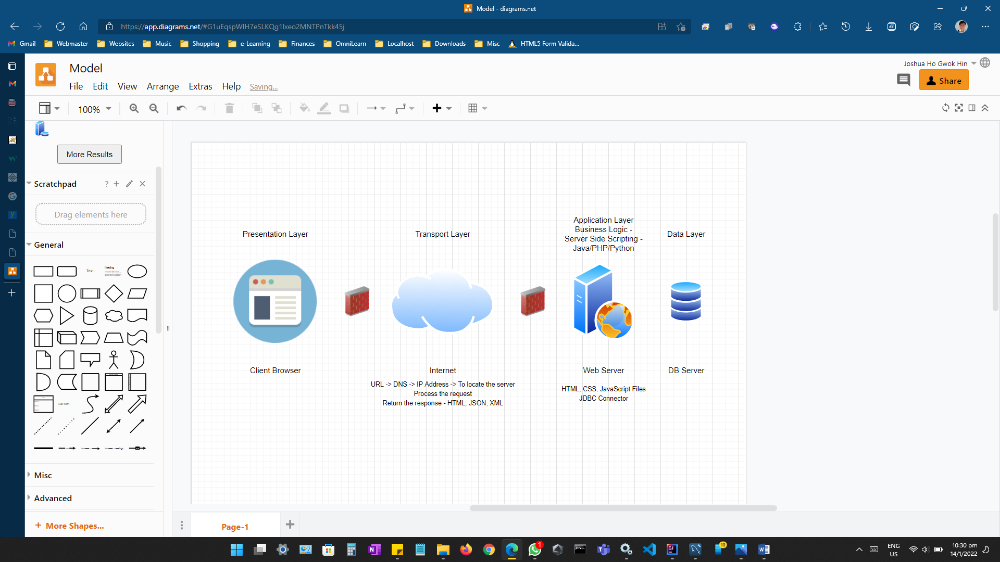 Model - diagrams.net
https://app.diagrams.net/#G1uEqspWIH7eSLKQg1lxeo2MNTPnTkk45j
Gmail Webmaster Websites Music Shopping e-Learning Finances OmniLearn Localhost Downloads Misc HTML5 Form Valida...
Model
Joshua Ho Gwok Hin
File Edit View Arrange Extras Help Saving...
Share
100%
More Results
Scratchpad
?
Drag elements here
General
Text
Heading
List Item
Misc
Advanced
+ More Shapes...
Presentation Layer
Transport Layer
Application Layer
Business Logic -
Server Side Scripting -
Java/PHP/Python
Data Layer
Client Browser
Internet
URL -> DNS -> IP Address -> To locate the server
Process the request
Return the response - HTML, JSON, XML
Web Server
HTML, CSS, JavaScript Files
JDBC Connector
DB Server
Page-1
1
10
ENG
US
10:30 pm
14/1/2022